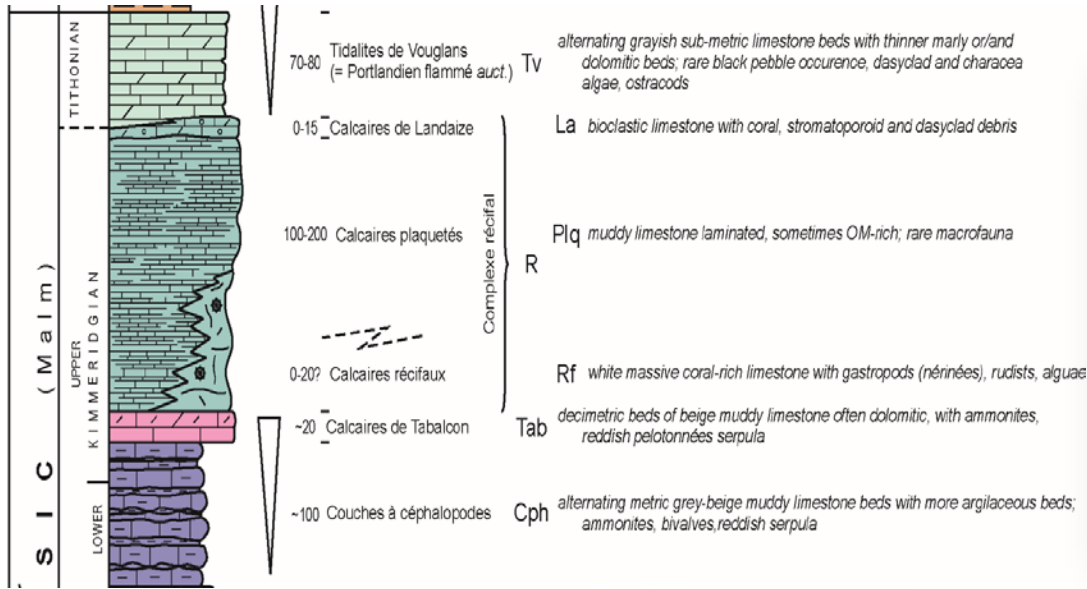 TITHONIAN
70-80
Tidalites de Vouglans
(= Portlandien flammé auct.)
Tv
alternating grayish sub-metric limestone beds with thinner marly or/and
dolomitic beds; rare black pebble occurence, dasyclad and characea
algae, ostracods
0-15
Calcaires de Landaize
La
bioclastic limestone with coral, stromatoporoid and dasyclad debris
100-200
Calcaires plaquetés
Plq
muddy limestone laminated, sometimes OM-rich; rare macrofauna
Complexe récifal
R
0-20?
Calcaires récifaux
Rf
white massive coral-rich limestone with gastropods (nérinées), rudists, alguae
~20
Calcaires de Tabalcon
Tab
decimetric beds of beige muddy limestone often dolomitic, with ammonites,
reddish pelotonnées serpula
~100
Couches à céphalopodes
Cph
alternating metric grey-beige muddy limestone beds with more argilaceous beds;
ammonites, bivalves,reddish serpula
KIMMERIDGIAN
UPPER
LOWER
SIC
(Malm)